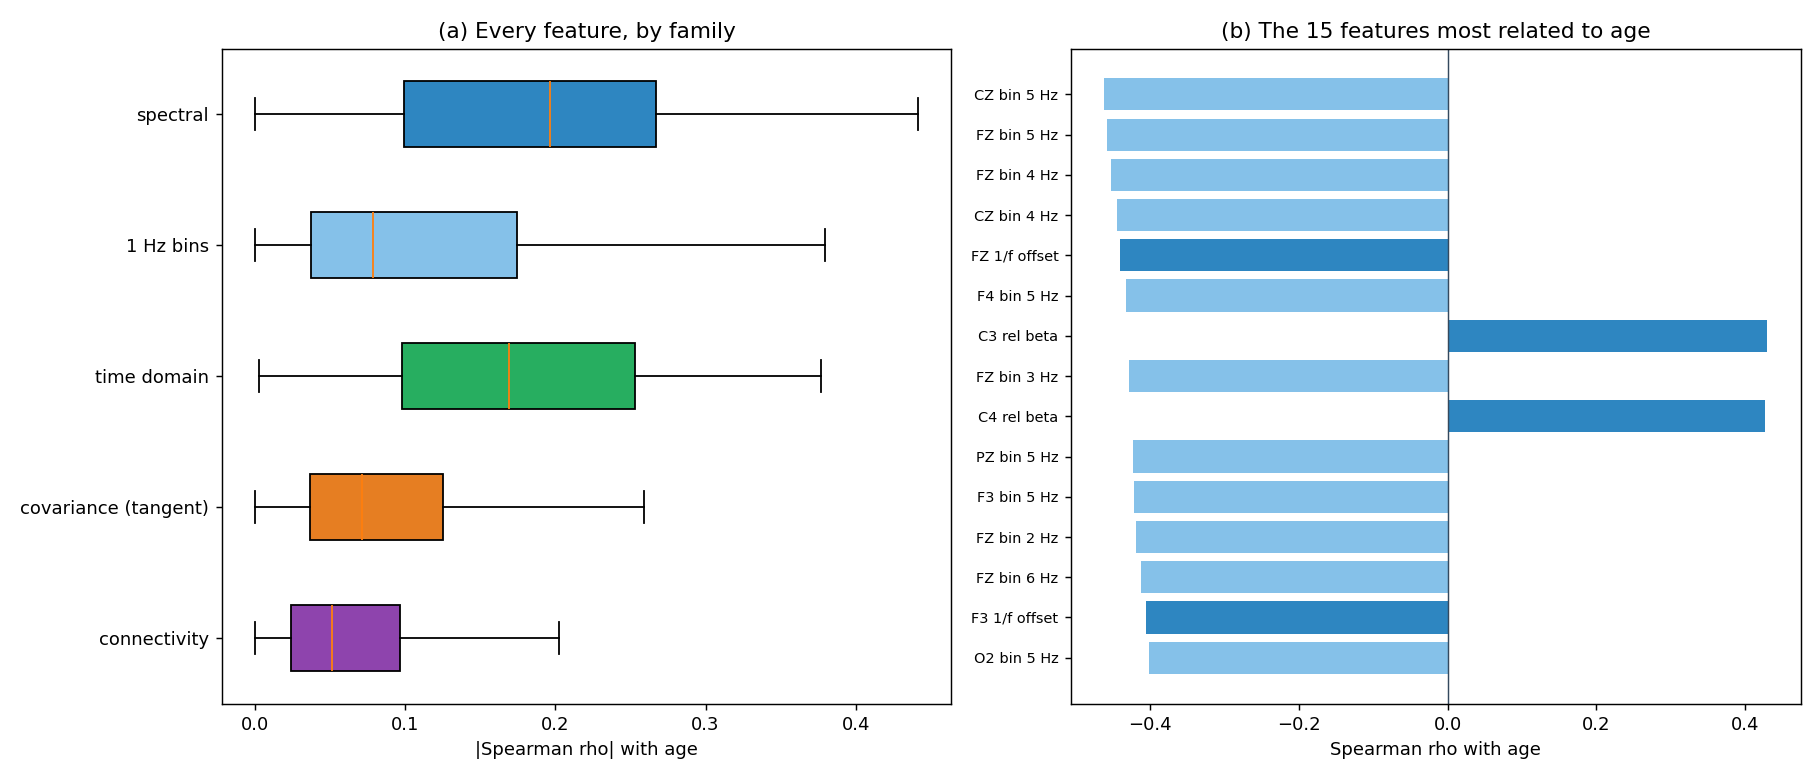 (a) Every feature, by family
spectral
1 Hz bins
time domain
covariance (tangent)
connectivity
0.0 0.1 0.2 0.3 0.4
|Spearman rho| with age
(b) The 15 features most related to age
CZ bin 5 Hz
FZ bin 5 Hz
FZ bin 4 Hz
CZ bin 4 Hz
FZ 1/f offset
F4 bin 5 Hz
C3 rel beta
FZ bin 3 Hz
C4 rel beta
PZ bin 5 Hz
F3 bin 5 Hz
FZ bin 2 Hz
FZ bin 6 Hz
F3 1/f offset
O2 bin 5 Hz
−0.4 −0.2 0.0 0.2 0.4
Spearman rho with age